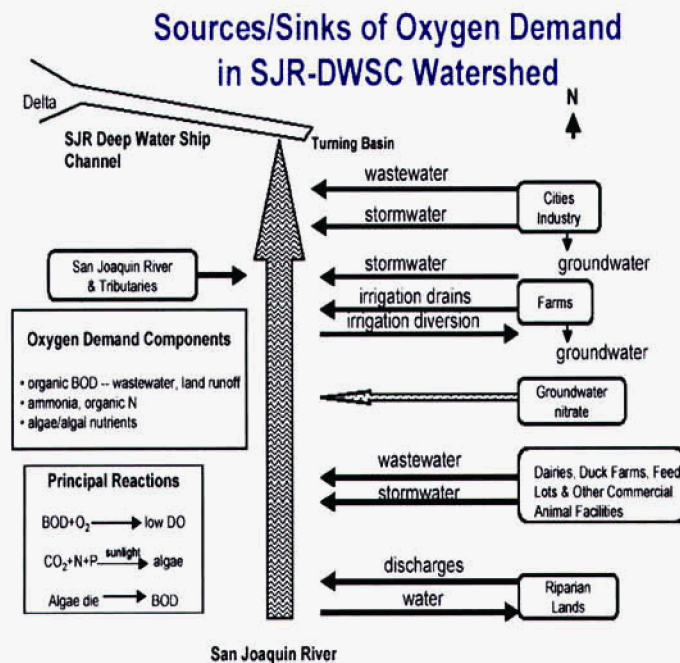 Sources/Sinks of Oxygen Demand
in SJR-DWSC Watershed
N
Delta
SJR Deep Water Ship
Channel
Turning Basin
wastewater
stormwater
Cities
Industry
groundwater
San Joaquin River
& Tributaries
stormwater
irrigation drains
irrigation diversion
Farms
groundwater
Oxygen Demand Components
• organic BOD -- wastewater, land runoff
• ammonia, organic N
• algae/algal nutrients
Groundwater
nitrate
wastewater
stormwater
Dairies, Duck Farms, Feed
Lots & Other Commercial
Animal Facilities
Principal Reactions
BOD+O₂ → low DO
CO₂+N+P sunlight → algae
Algae die → BOD
discharges
water
Riparian
Lands
San Joaquin River